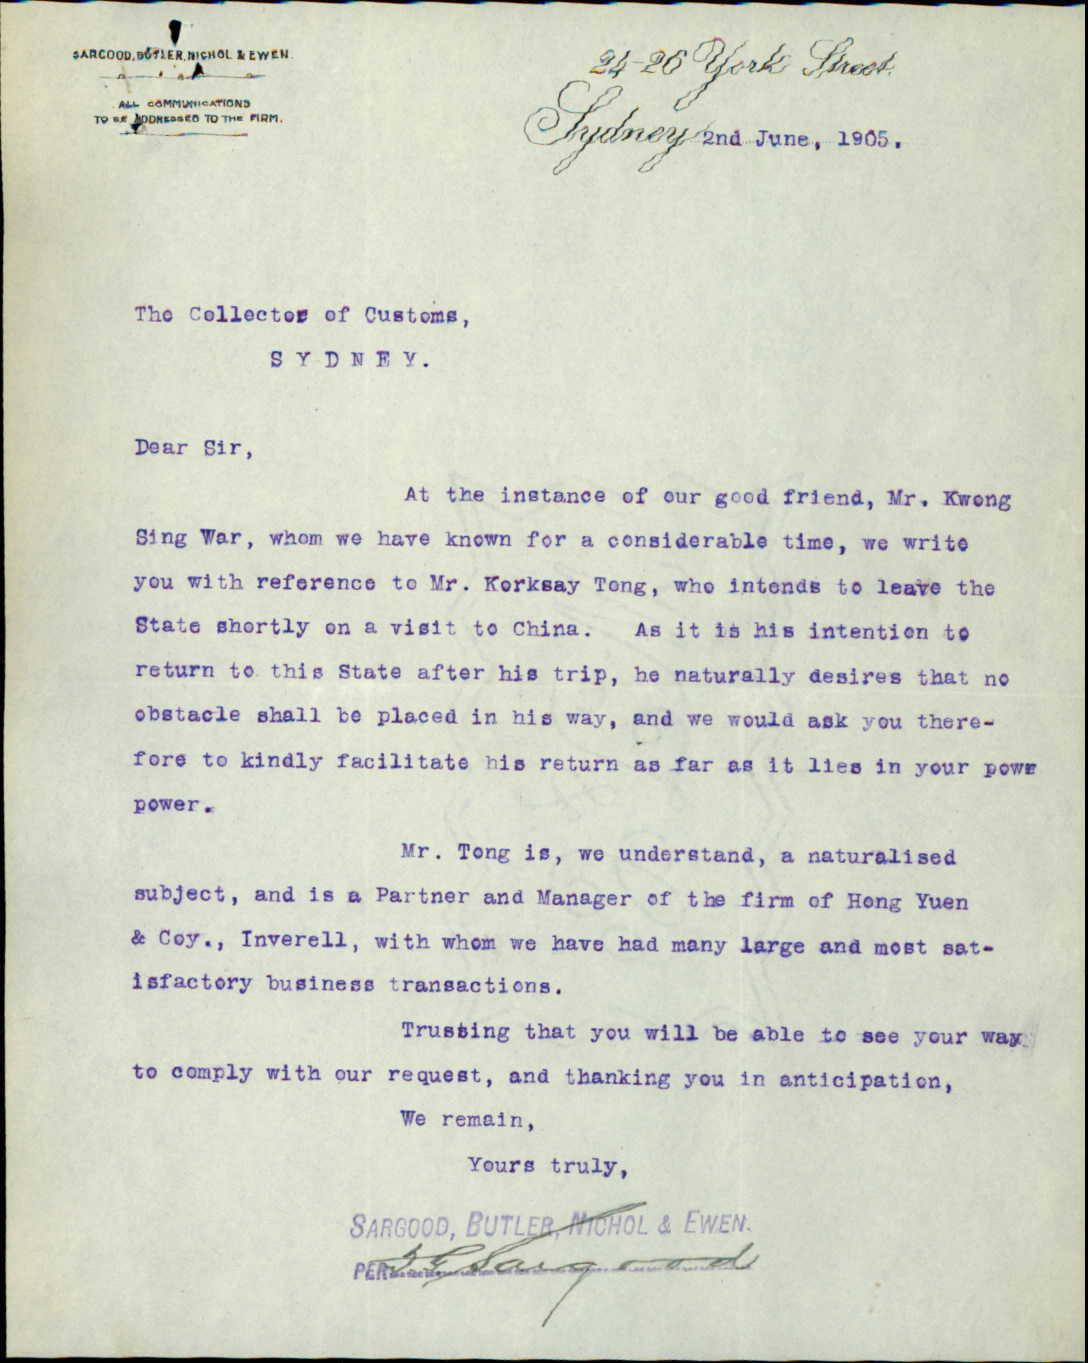 SARGOOD, BUTLER, NICHOL & EWEN.
ALL COMMUNICATIONS
TO BE ADDRESSED TO THE FIRM.
24-26 York Street.
Sydney 2nd June, 1905.
The Collector of Customs,
S Y D N E Y.
Dear Sir,
At the instance of our good friend, Mr. Kwong
Sing War, whom we have known for a considerable time, we write
you with reference to Mr. Korksay Tong, who intends to leave the
State shortly on a visit to China. As it is his intention to
return to this State after his trip, he naturally desires that no
obstacle shall be placed in his way, and we would ask you there-
fore to kindly facilitate his return as far as it lies in your powe
power.
Mr. Tong is, we understand, a naturalised
subject, and is a Partner and Manager of the firm of Hong Yuen
& Coy., Inverell, with whom we have had many large and most sat-
isfactory business transactions.
Trusting that you will be able to see your way
to comply with our request, and thanking you in anticipation,
We remain,
Yours truly,
SARGOOD, BUTLER, NICHOL & EWEN.
PER Sargood